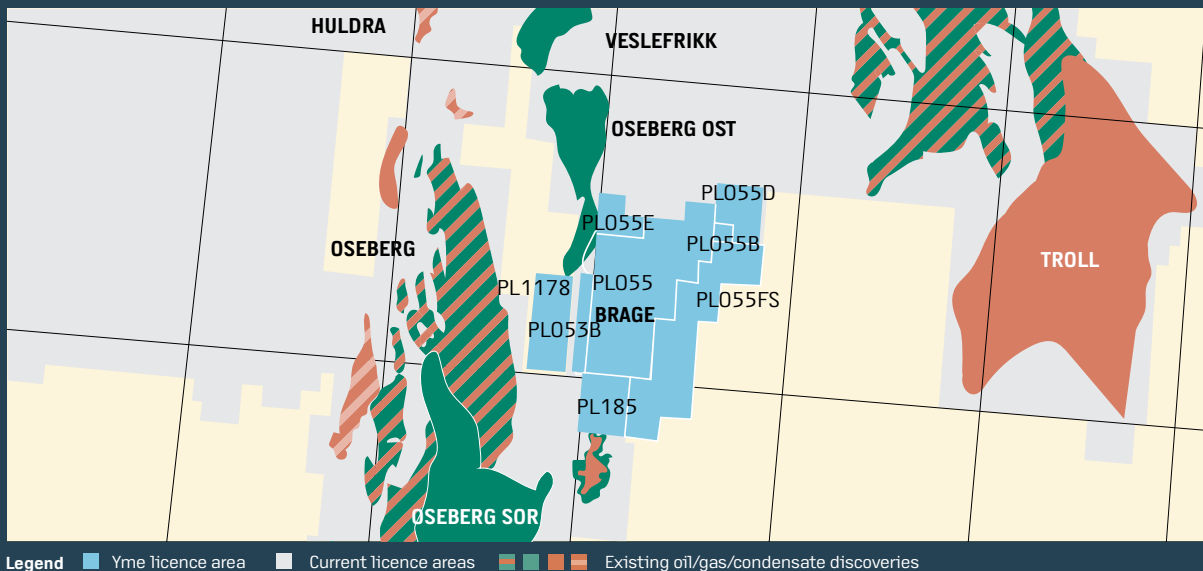 HULDRA
VESLEFRIKK
OSEBERG OST
PL055D
PL055E
PL055B
OSEBERG
TROLL
PL1178
PL055
PL055FS
BRAGE
PL053B
PL185
OSEBERG SOR
Legend Yme licence area Current licence areas Existing oil/gas/condensate discoveries